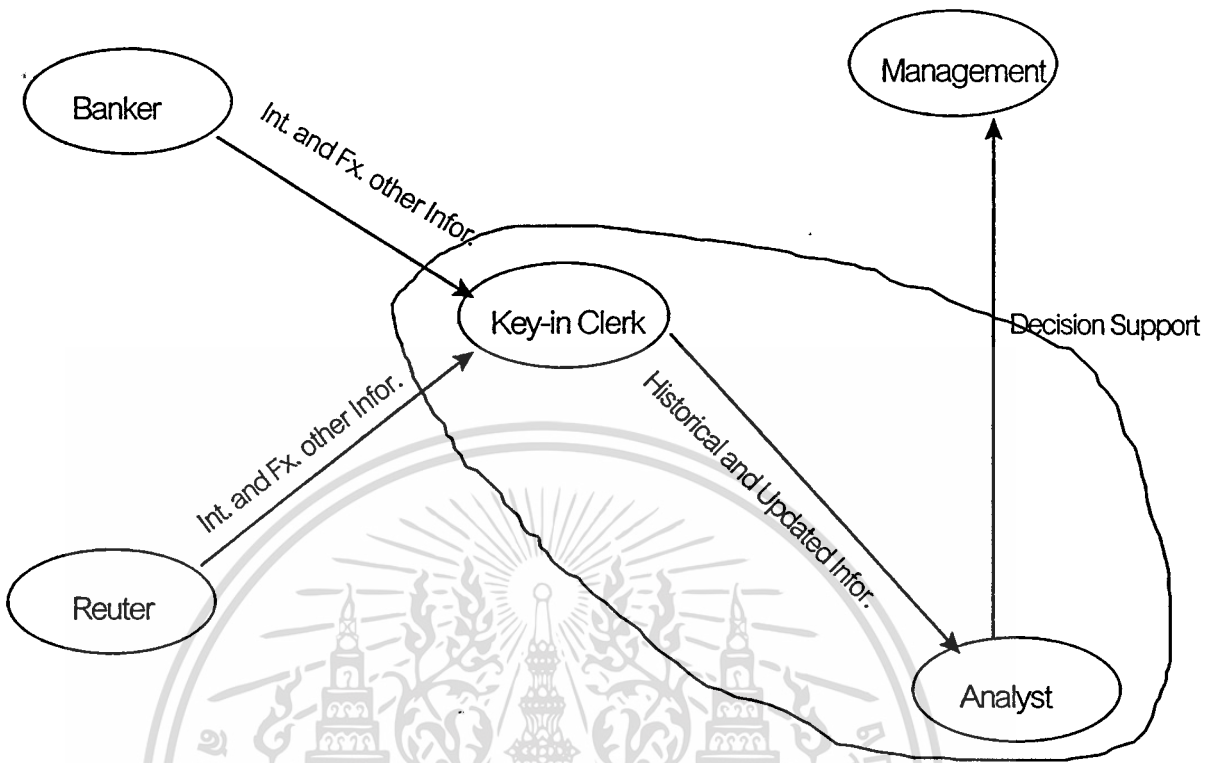 Management
Banker
Int. and Fx. other Infor.
Key-in Clerk
Decision Support
Int. and Fx. other Infor.
Historical and Updated Infor.
Reuter
Analyst